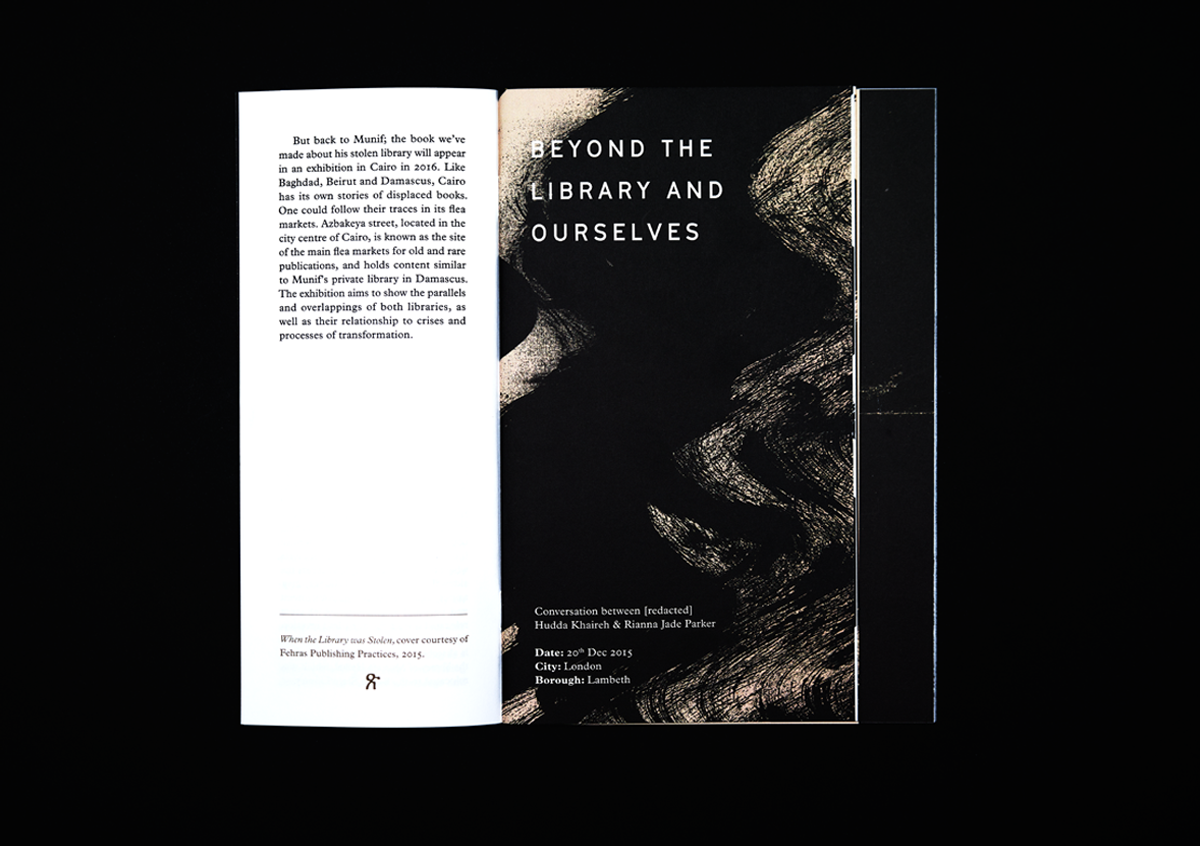 But back to Munif; the book we've
made about his stolen library will appear
in an exhibition in Cairo in 2016. Like
Baghdad, Beirut and Damascus, Cairo
has its own stories of displaced books.
One could follow their traces in its flea
markets. Azbakeya street, located in the
city centre of Cairo, is known as the site
of the main flea markets for old and rare
publications, and holds content similar
to Munif's private library in Damascus.
The exhibition aims to show the parallels
and overlappings of both libraries, as
well as their relationship to crises and
processes of transformation.
When the Library was Stolen, cover courtesy of
Fehras Publishing Practices, 2015.
BEYOND THE
LIBRARY AND
OURSELVES
Conversation between [redacted]
Hudda Khaireh & Rianna Jade Parker
Date: 20th Dec 2015
City: London
Borough: Lambeth